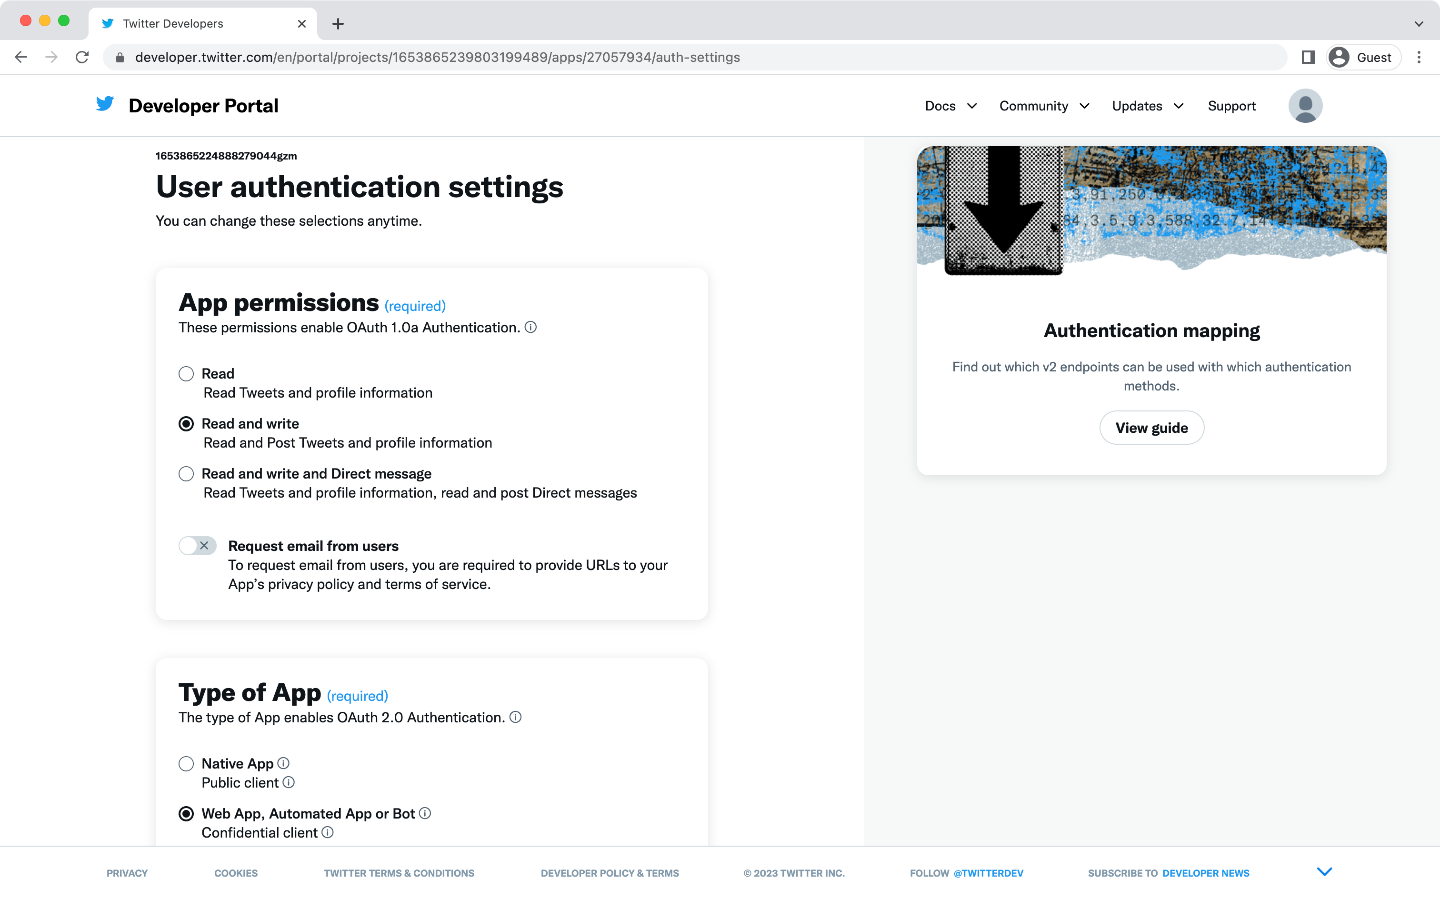 Twitter Developers
developer.twitter.com/en/portal/projects/1653865239803199489/apps/27057934/auth-settings
Guest
Developer Portal
Docs
Community
Updates
Support
1653865224888279044gzm
User authentication settings
You can change these selections anytime.
App permissions (required)
These permissions enable OAuth 1.0a Authentication.
Read
Read Tweets and profile information
Read and write
Read and Post Tweets and profile information
Read and write and Direct message
Read Tweets and profile information, read and post Direct messages
Request email from users
To request email from users, you are required to provide URLs to your
App's privacy policy and terms of service.
Type of App (required)
The type of App enables OAuth 2.0 Authentication.
Native App
Public client
Web App, Automated App or Bot
Confidential client
Authentication mapping
Find out which v2 endpoints can be used with which authentication
methods.
View guide
PRIVACY
COOKIES
TWITTER TERMS & CONDITIONS
DEVELOPER POLICY & TERMS
© 2023 TWITTER INC.
FOLLOW @TWITTERDEV
SUBSCRIBE TO DEVELOPER NEWS